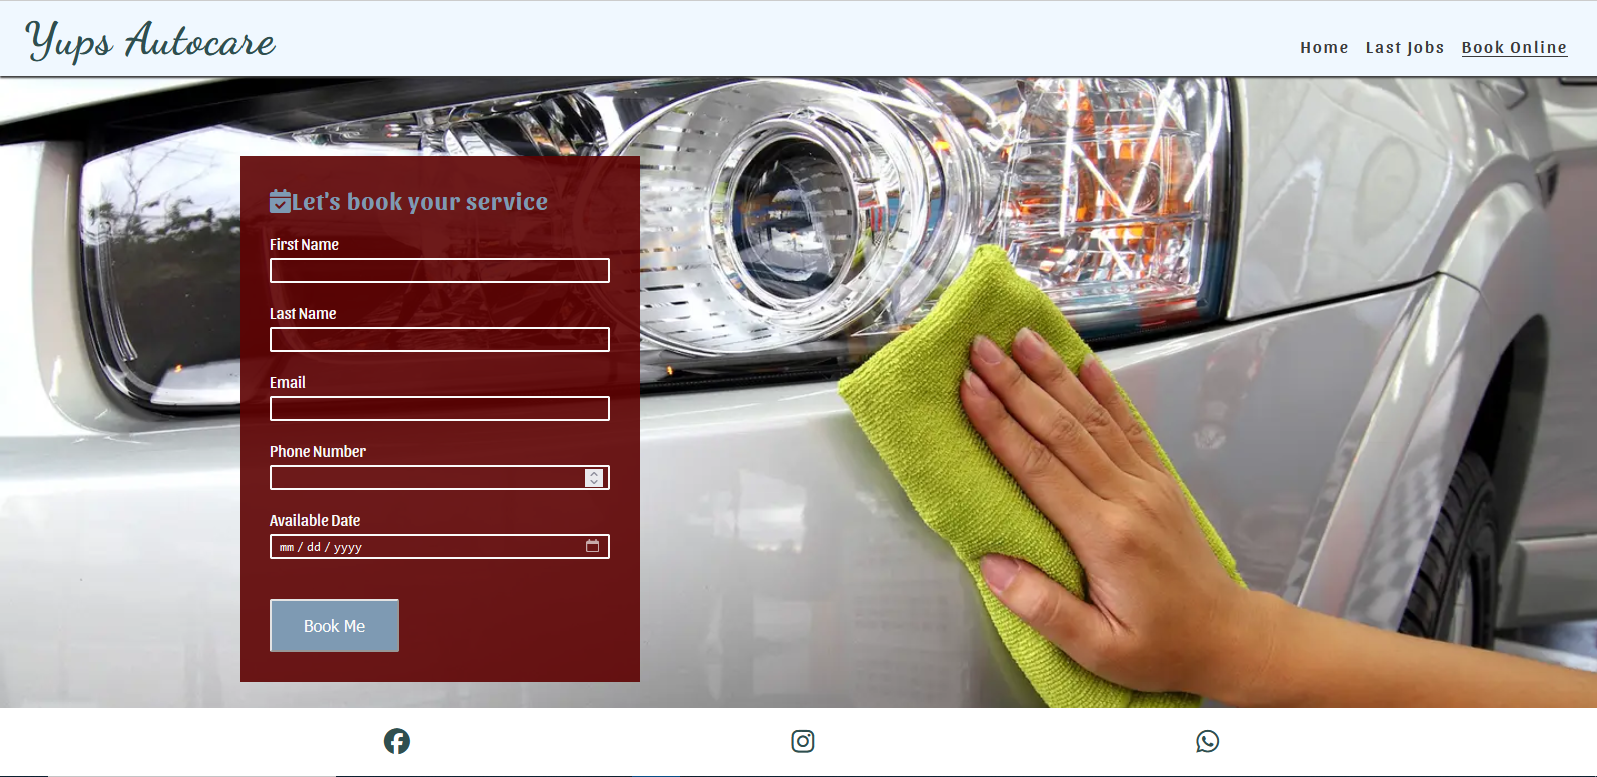 Yups Autocare
Home Last Jobs Book Online
Let's book your service
First Name
Last Name
Email
Phone Number
Available Date
mm / dd / yyyy
Book Me